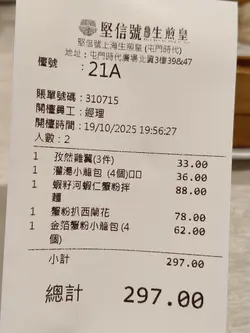 堅信號上海生煎皇
堅信號上海生煎皇 (屯門時代)
地址：屯門時代廣場北翼3樓39&47
檯號：
21A
賬單號碼：310715
開檯員工：經理
開檯時間：19/10/2025 19:56:27
人數：2
1 孜然雞翼(3件) 33.00
1 灌湯小籠包 (4個)口口 36.00
1 蝦籽河蝦仁蟹粉拌麵 88.00
1 蟹粉扒西蘭花 78.00
1 金箔蟹粉小籠包 (4個) 62.00
小計 297.00
總計 297.00